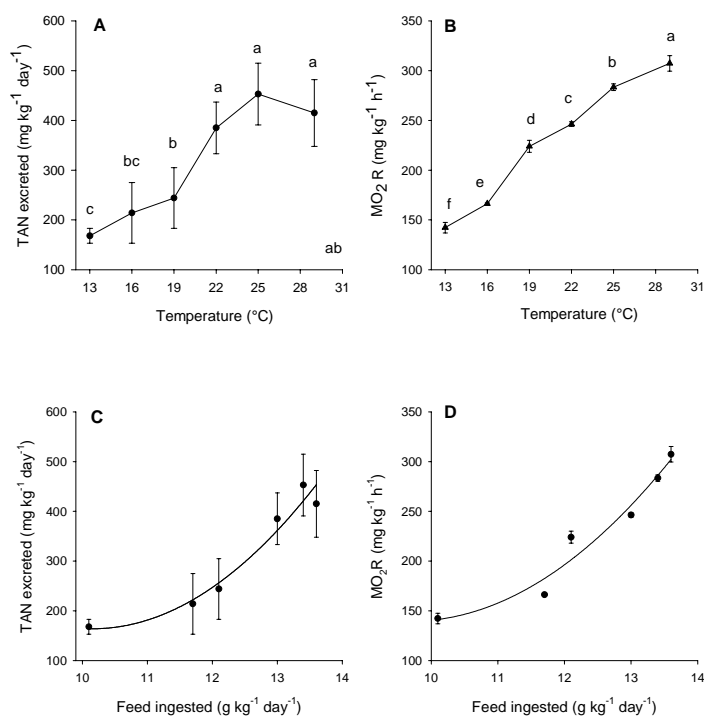 A
TAN excreted (mg kg⁻¹ day⁻¹)
600
500
400
300
200
100
c
bc
b
a
a
a
ab
13 16 19 22 25 28 31
Temperature (°C)
B
MO₂ R (mg kg⁻¹ h⁻¹)
350
300
250
200
150
100
f
e
d
c
b
a
13 16 19 22 25 28 31
Temperature (°C)
C
TAN excreted (mg kg⁻¹ day⁻¹)
600
500
400
300
200
100
10 11 12 13 14
Feed ingested (g kg⁻¹ day⁻¹)
D
MO₂R (mg kg⁻¹ h⁻¹)
350
300
250
200
150
100
10 11 12 13 14
Feed ingested (g kg⁻¹ day⁻¹)